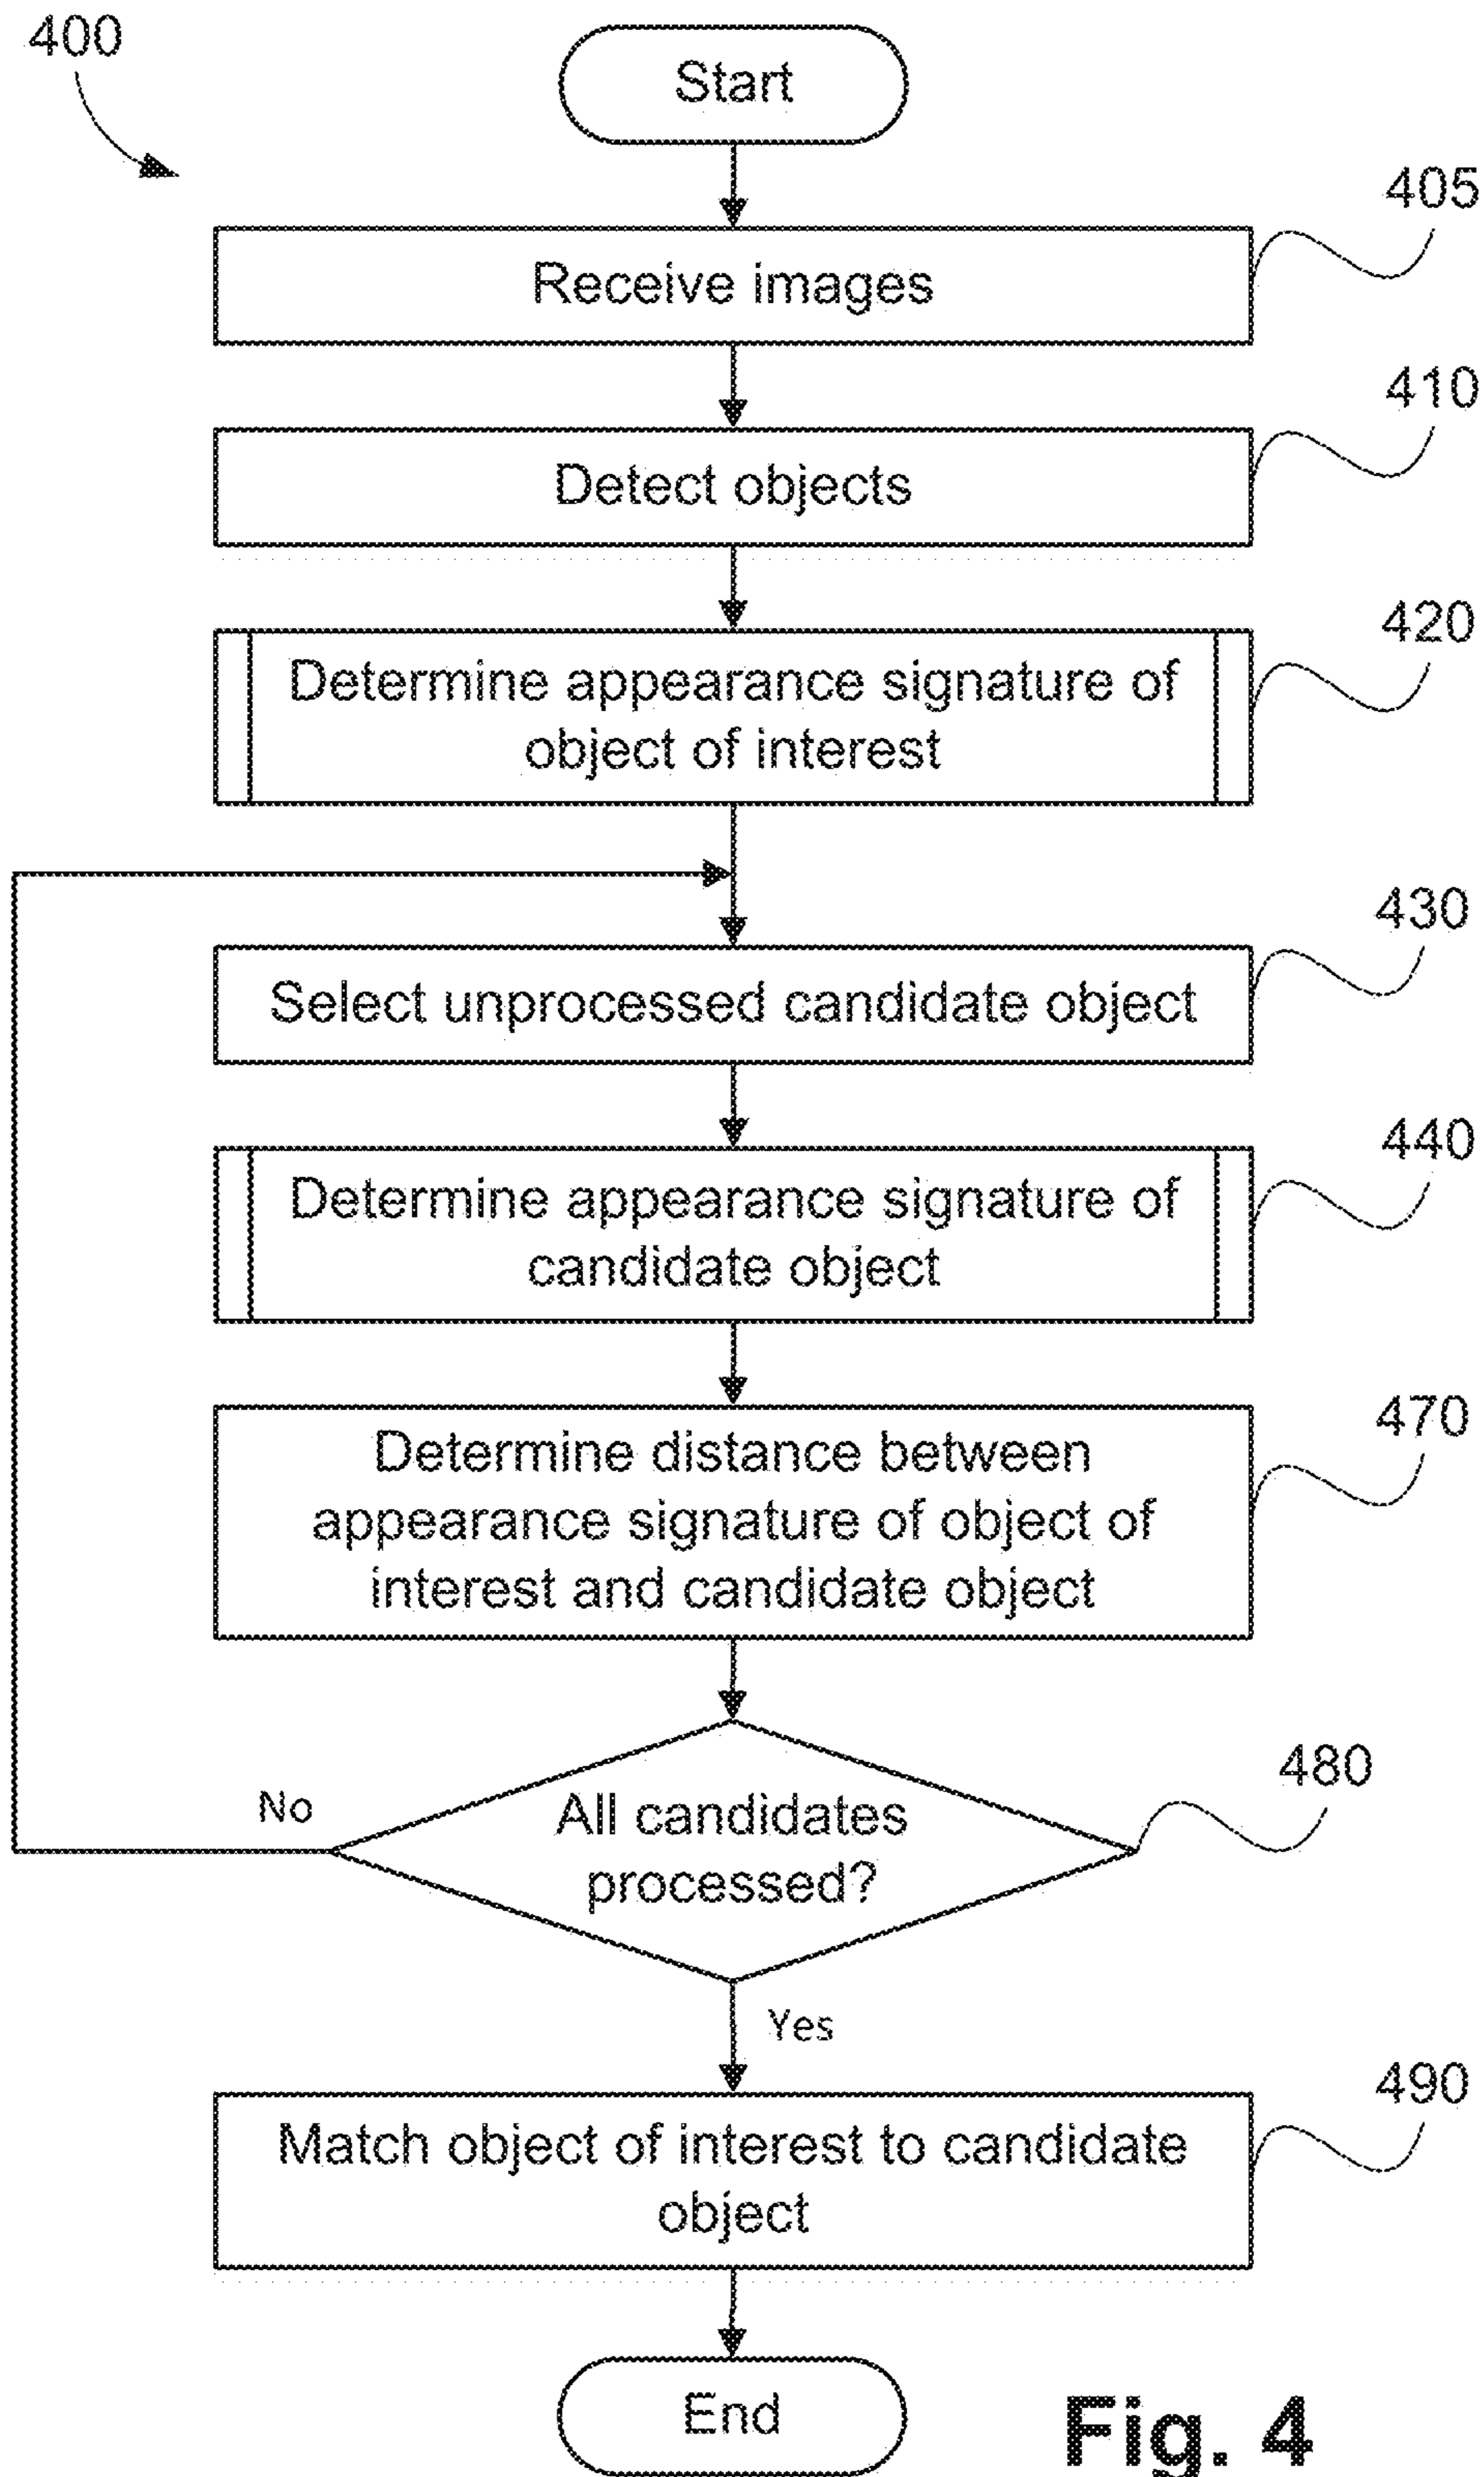 400
Start
405
Receive images
410
Detect objects
420
Determine appearance signature of
object of interest
430
Select unprocessed candidate object
440
Determine appearance signature of
candidate object
470
Determine distance between
appearance signature of object of
interest and candidate object
480
No
All candidates
processed?
Yes
490
Match object of interest to candidate
object
End
Fig. 4